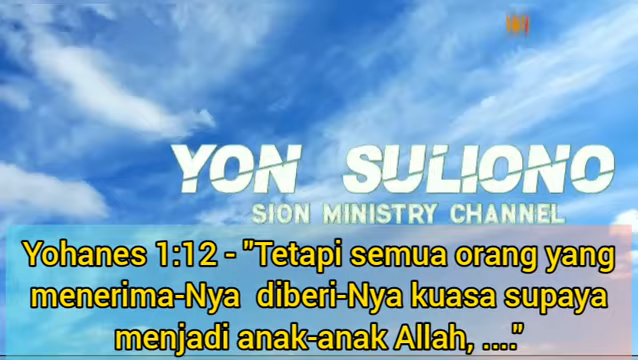 YON SULIONO
SION MINISTRY CHANNEL
Yohanes 1:12 - "Tetapi semua orang yang
menerima-Nya diberi-Nya kuasa supaya
menjadi anak-anak Allah, ...."